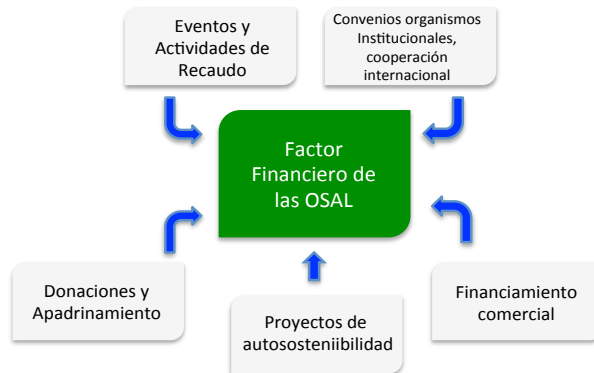 Eventos y
Actividades de
Recaudo
Convenios organismos
Institucionales,
cooperación
internacional
Factor
Financiero de
las OSAL
Donaciones y
Apadrinamiento
Proyectos de
autososteniibilidad
Financiamiento
comercial